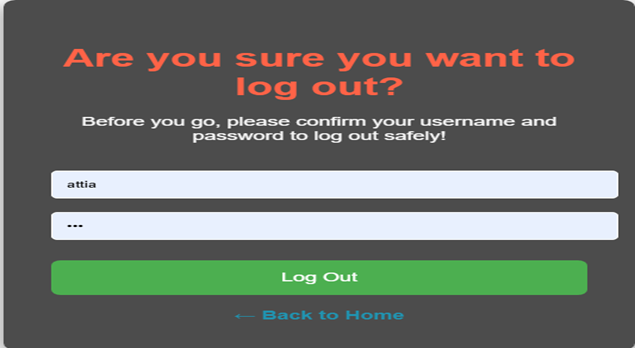 Are you sure you want to
log out?
Before you go, please confirm your username and
password to log out safely!
attia
•••
Log Out
← Back to Home